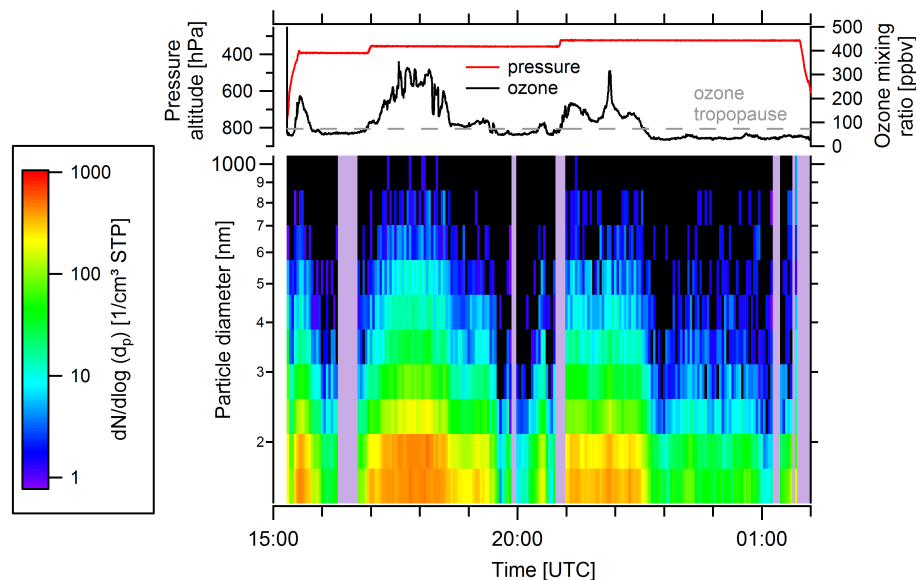 500
400
400
300
600
200
800
100
0
Pressure
altitude [hPa]
pressure
ozone
ozone
tropopause
Ozone mixing
ratio [ppbv]
1000
100
10
1
dN/dlog (dp) [1/cm³ STP]
1000
9
8
7
6
5
4
3
2
Particle diameter [nm]
15:00
20:00
01:00
Time [UTC]